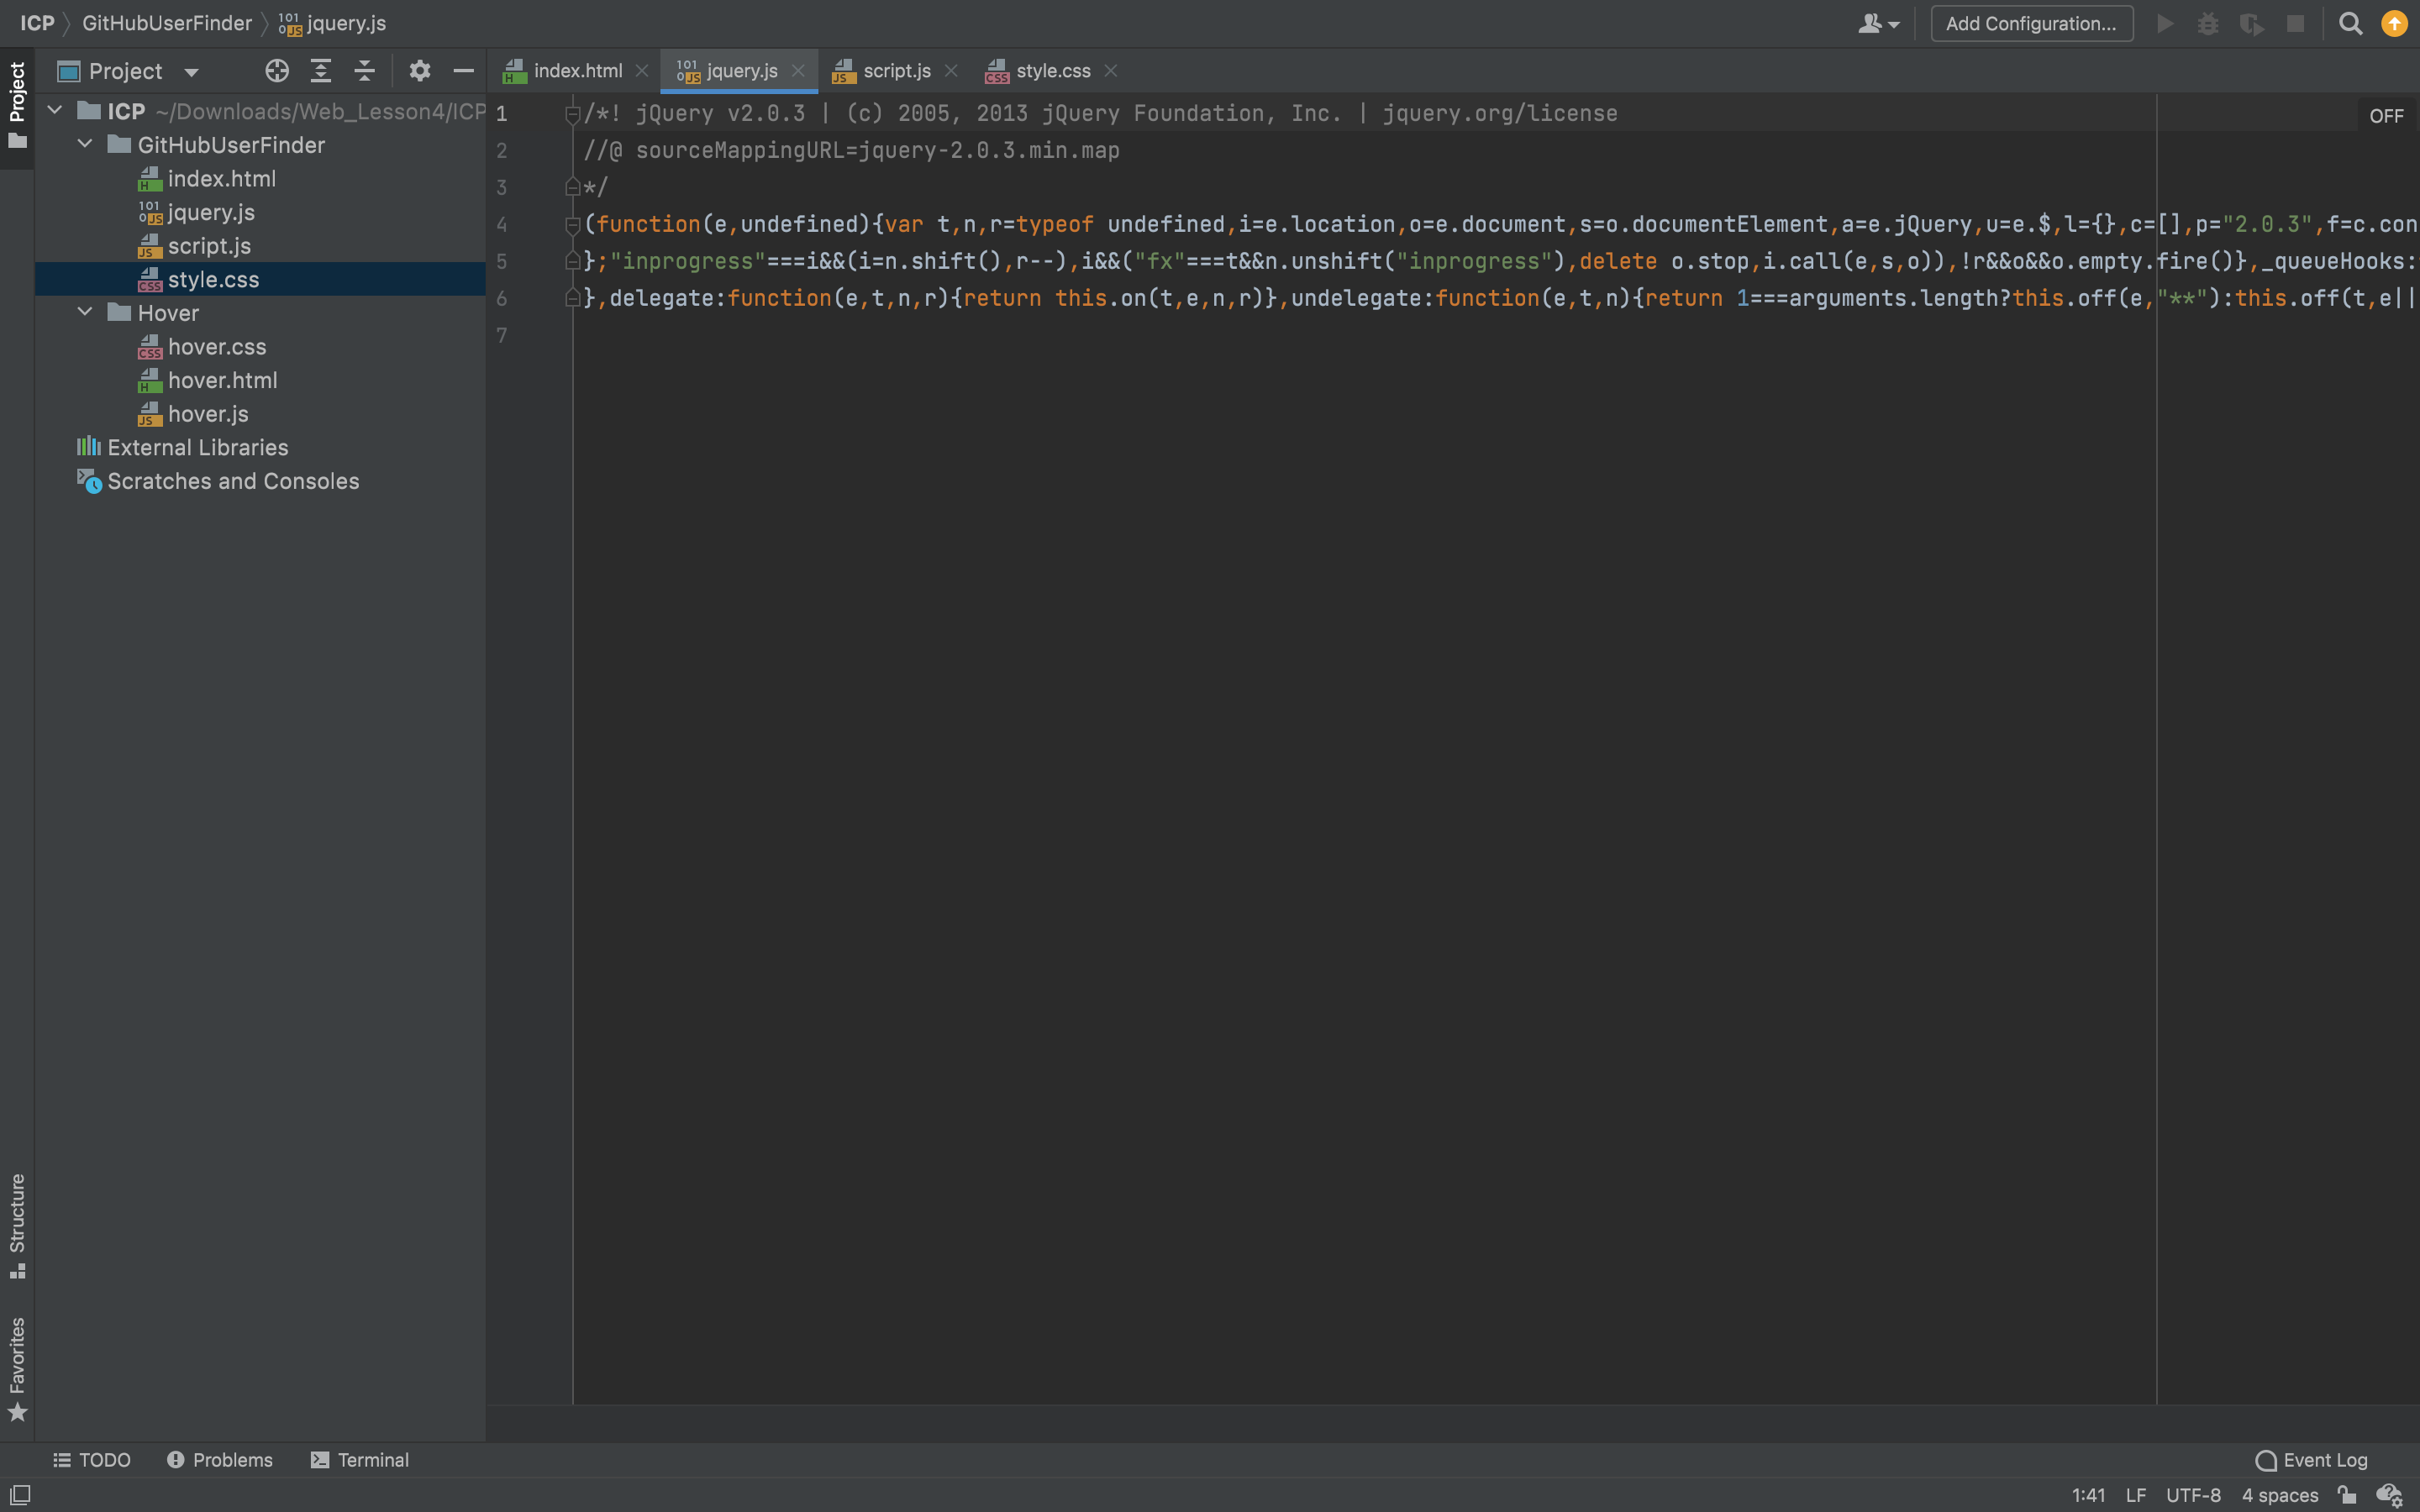 ICP GitHubUserFinder jquery.js
Add Configuration...
Project
Project
index.html
jquery.js
script.js
style.css
ICP ~/Downloads/Web_Lesson4/ICP
GitHubUserFinder
index.html
jquery.js
script.js
style.css
Hover
hover.css
hover.html
hover.js
External Libraries
Scratches and Consoles
OFF
1 /*! jQuery v2.0.3 | (c) 2005, 2013 jQuery Foundation, Inc. | jquery.org/license
2 //@ sourceMappingURL=jquery-2.0.3.min.map
3 */
4 (function(e,undefined){var t,n,r=typeof undefined,i=e.location,o=e.document,s=o.documentElement,a=e.jQuery,u=e.$,l={},c=[],p="2.0.3",f=c.con
5 };"inprogress"===i&&(i=n.shift(),r--),i&&("fx"===t&&n.unshift("inprogress"),delete o.stop,i.call(e,s,o)),!r&&o&&o.empty.fire()},_queueHooks:
6 },delegate:function(e,t,n,r){return this.on(t,e,n,r)},undelegate:function(e,t,n){return 1===arguments.length?this.off(e,"**"):this.off(t,e||
7
Structure
Favorites
TODO
Problems
Terminal
Event Log
1:41 LF UTF-8 4 spaces